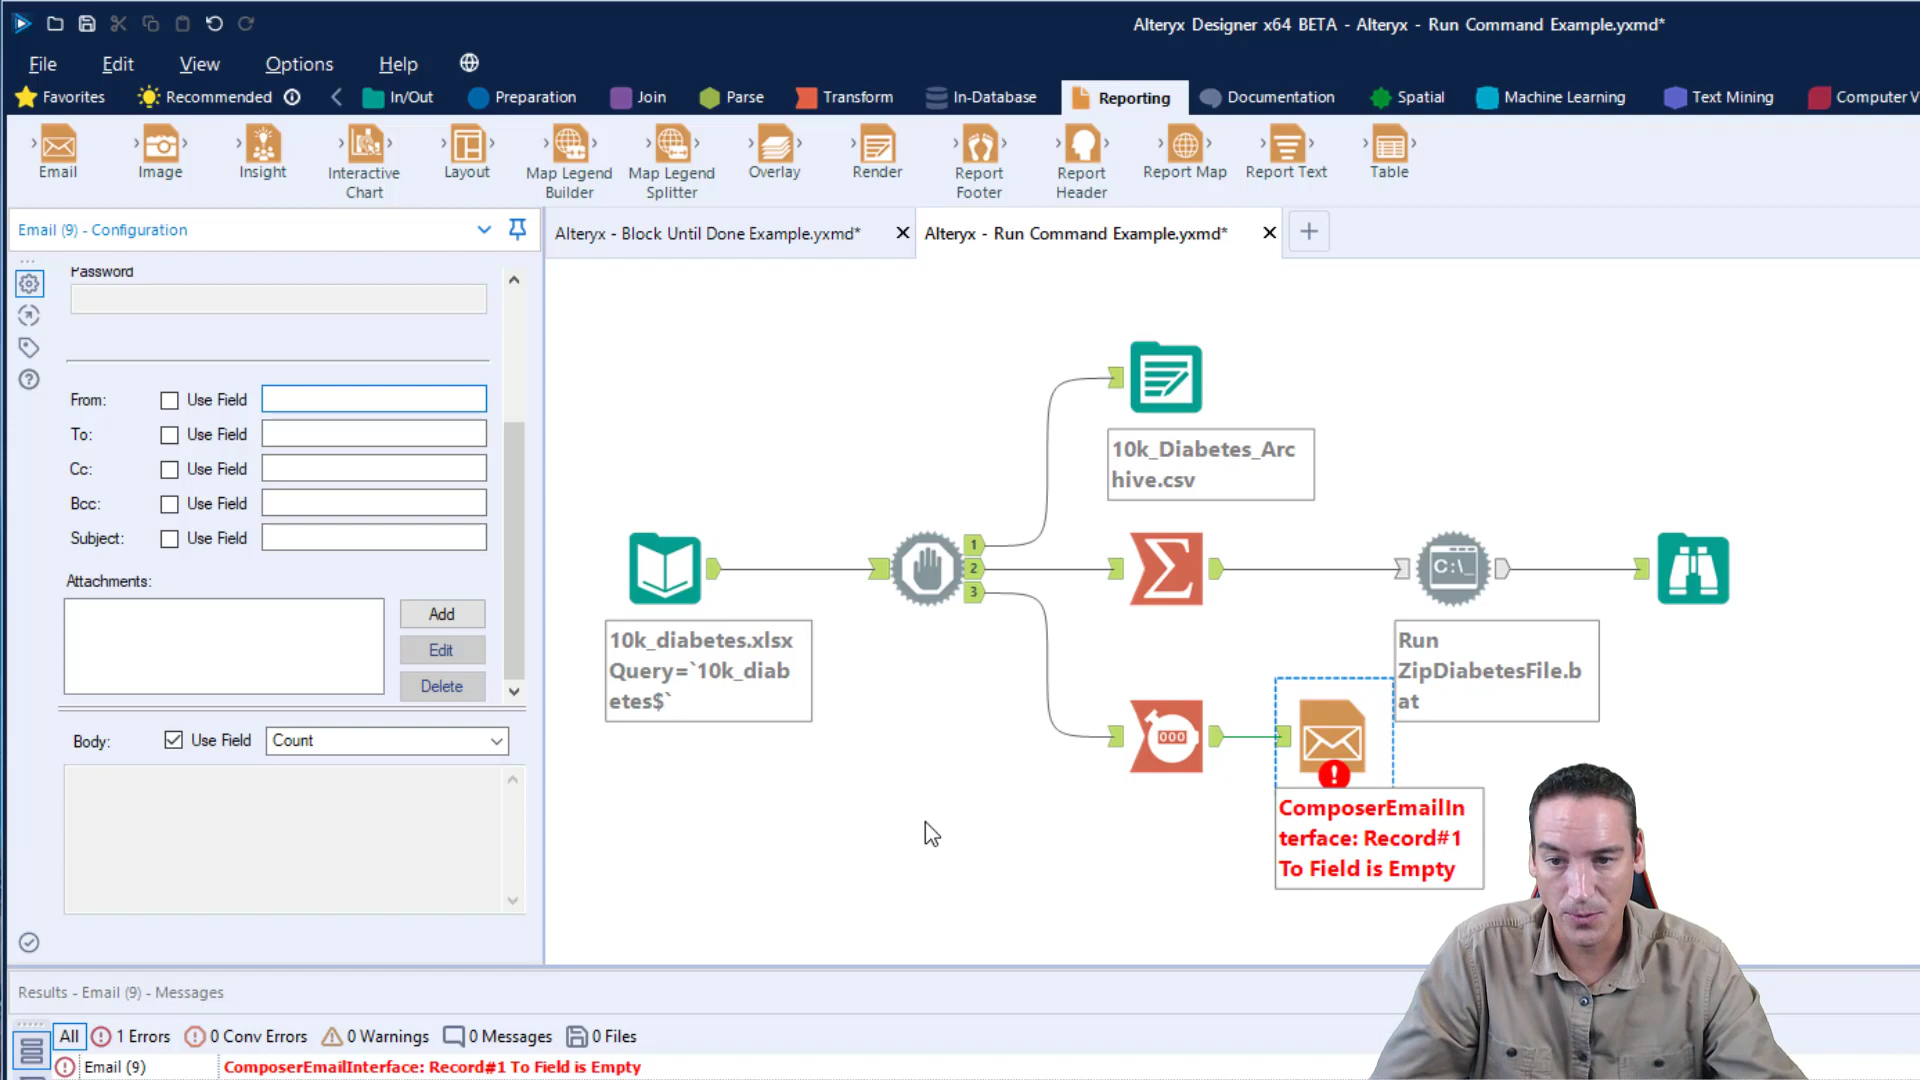 Alteryx Designer x64 BETA - Alteryx - Run Command Example.yxmd*
File Edit View Options Help
Favorites Recommended In/Out Preparation Join Parse Transform In-Database Reporting Documentation Spatial Machine Learning Text Mining Computer V
Email Image Insight Interactive Chart Layout Map Legend Builder Map Legend Splitter Overlay Render Report Footer Report Header Report Map Report Text Table
Email (9) - Configuration
Alteryx - Block Until Done Example.yxmd*
Alteryx - Run Command Example.yxmd*
Password
From: Use Field
To: Use Field
Cc: Use Field
Bcc: Use Field
Subject: Use Field
Attachments:
Add
Edit
Delete
Body: Use Field Count
10k_Diabetes_Arc
hive.csv
1
2
3
C:\_
10k_diabetes.xlsx
Query=`10k_diab
etes$`
Run
ZipDiabetesFile.b
at
000
!
ComposerEmailIn
terface: Record#1
To Field is Empty
Results - Email (9) - Messages
All 1 Errors 0 Conv Errors 0 Warnings 0 Messages 0 Files
Email (9) ComposerEmailInterface: Record#1 To Field is Empty